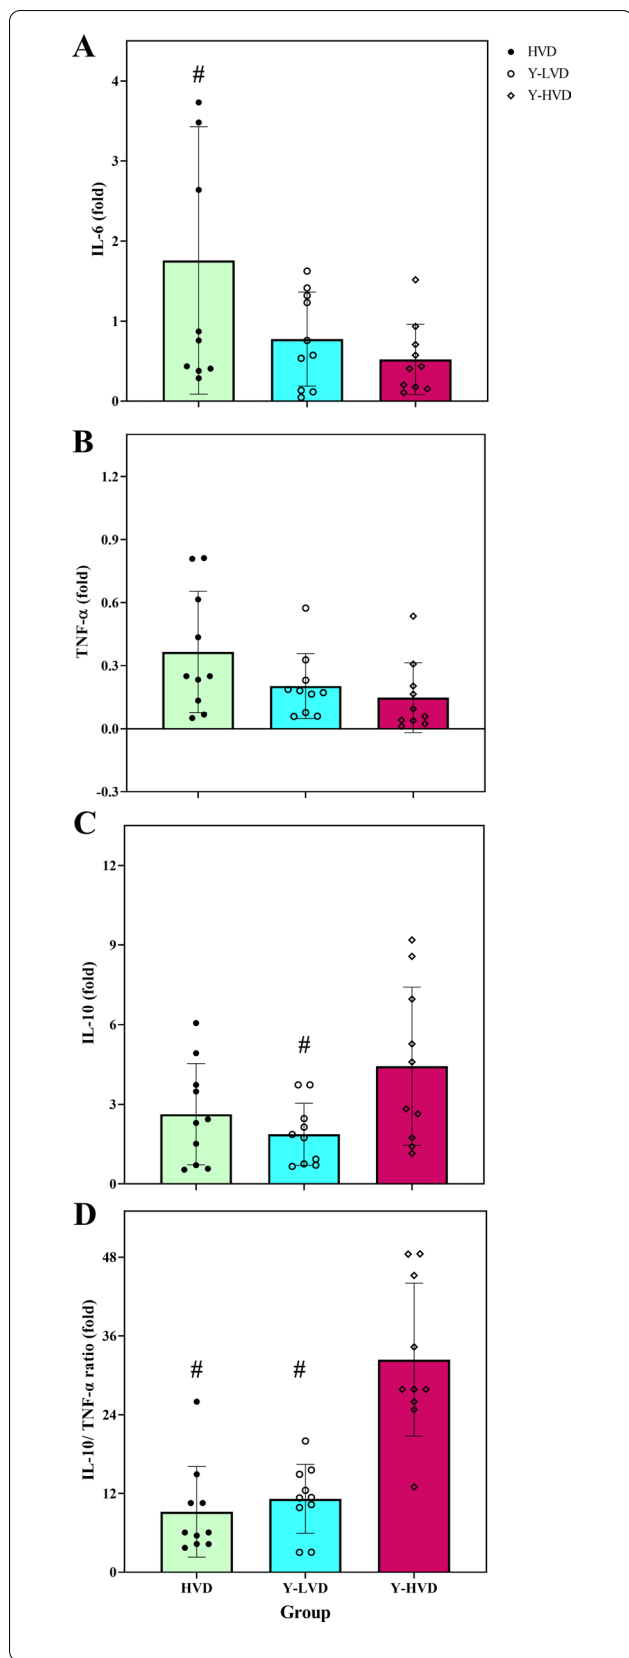 A
#
HVD
Y-LVD
Y-HVD
4
3
2
1
0
IL-6 (fold)
B
1.2
0.9
0.6
0.3
0.0
-0.3
TNF-α (fold)
C
#
12
9
6
3
0
IL-10 (fold)
D
# #
48
36
24
12
0
IL-10/ TNF-α ratio (fold)
HVD Y-LVD Y-HVD
Group